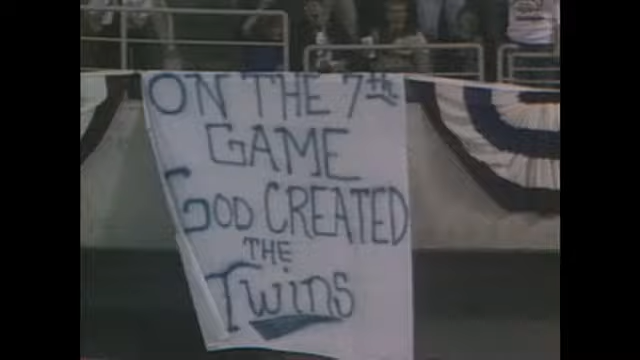 ON THE 7th
GAME
GOD CREATED
THE
Twins